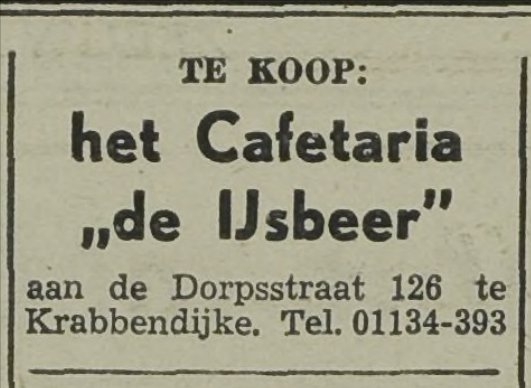 TE KOOP:
het Cafetaria
„de IJsbeer”
aan de Dorpsstraat 126 te
Krabbendijke. Tel. 01134-393